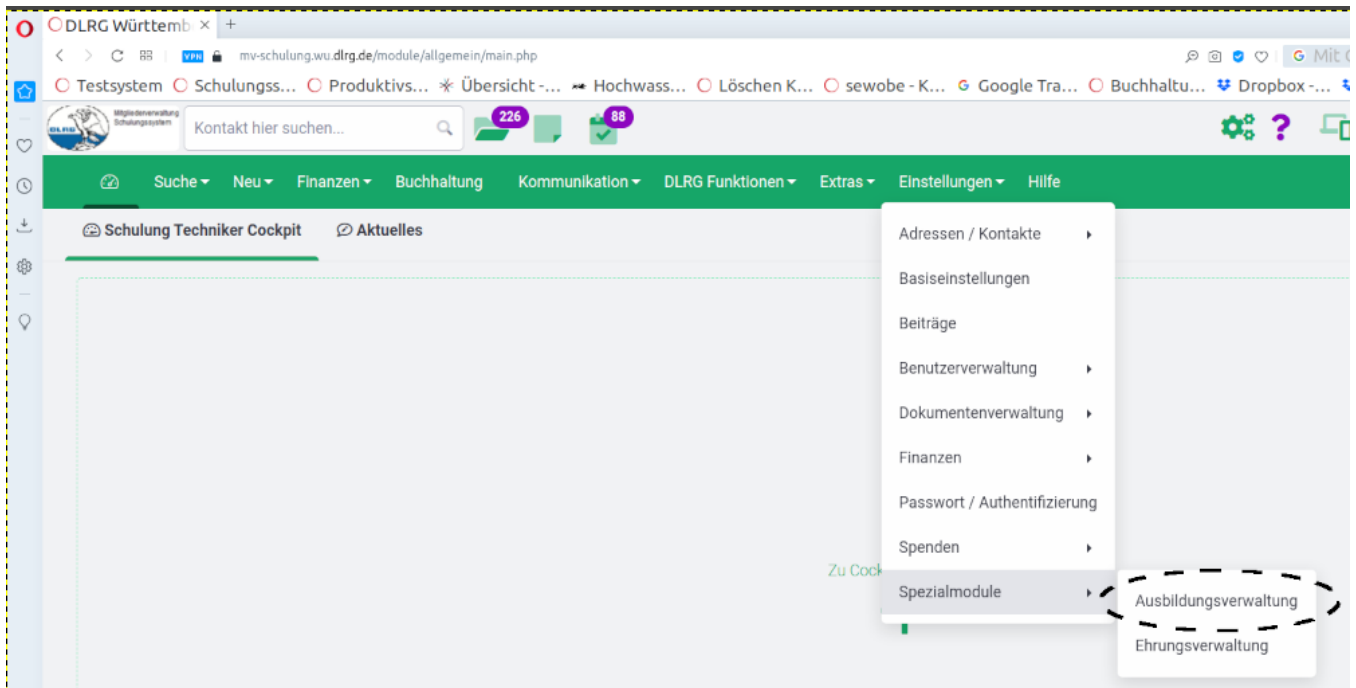 DLRG Württemb
mv-schulung.wu.dlrg.de/module/allgemein/main.php
VPN
G Mit
Testsystem Schulungss... Produktivs... Übersicht -... Hochwass... Löschen K... sewobe - K... G Google Tra... Buchhaltu... Dropbox -...
DLRG
Mitgliederverwaltung
Schulungssystem
Kontakt hier suchen...
226
88
?
Suche Neu Finanzen Buchhaltung Kommunikation DLRG Funktionen Extras Einstellungen Hilfe
Schulung Techniker Cockpit Aktuelles
Adressen / Kontakte
Basiseinstellungen
Beiträge
Benutzerverwaltung
Dokumentenverwaltung
Finanzen
Passwort / Authentifizierung
Spenden
Zu Cock
Spezialmodule
Ausbildungsverwaltung
Ehrungsverwaltung